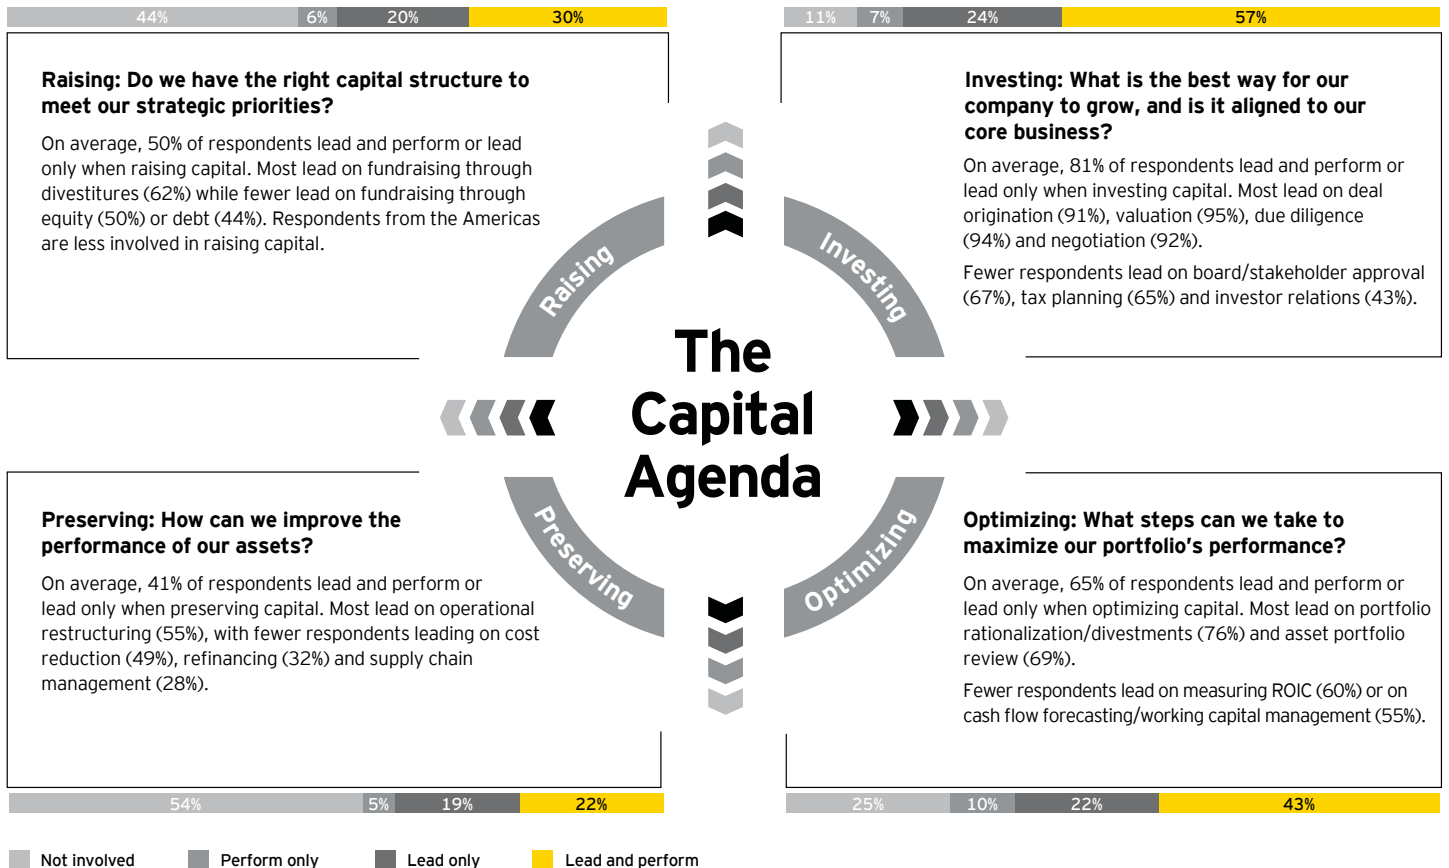 44% 6% 20% 30%
Raising: Do we have the right capital structure to
meet our strategic priorities?
On average, 50% of respondents lead and perform or lead
only when raising capital. Most lead on fundraising through
divestitures (62%) while fewer lead on fundraising through
equity (50%) or debt (44%). Respondents from the Americas
are less involved in raising capital.
11% 7% 24% 57%
Investing: What is the best way for our
company to grow, and is it aligned to our
core business?
On average, 81% of respondents lead and perform or
lead only when investing capital. Most lead on deal
origination (91%), valuation (95%), due diligence
(94%) and negotiation (92%).
Fewer respondents lead on board/stakeholder approval
(67%), tax planning (65%) and investor relations (43%).
Raising
Investing
The
Capital
Agenda
Preserving
Optimizing
Preserving: How can we improve the
performance of our assets?
On average, 41% of respondents lead and perform or
lead only when preserving capital. Most lead on operational
restructuring (55%), with fewer respondents leading on cost
reduction (49%), refinancing (32%) and supply chain
management (28%).
54% 5% 19% 22%
Optimizing: What steps can we take to
maximize our portfolio's performance?
On average, 65% of respondents lead and perform or
lead only when optimizing capital. Most lead on portfolio
rationalization/divestments (76%) and asset portfolio
review (69%).
Fewer respondents lead on measuring ROIC (60%) or on
cash flow forecasting/working capital management (55%).
25% 10% 22% 43%
Not involved Perform only Lead only Lead and perform